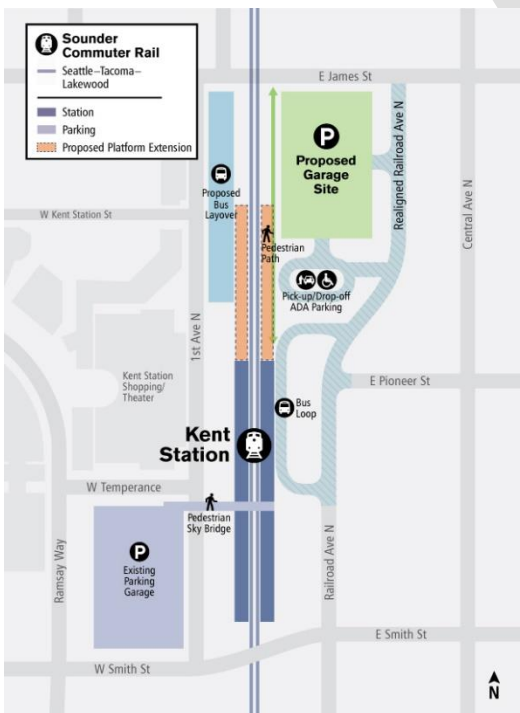 Sounder
Commuter Rail
Seattle–Tacoma–
Lakewood
Station
Parking
Proposed Platform Extension
E James St
P
Proposed
Garage
Site
Realigned Railroad Ave N
Central Ave N
Proposed
Bus
Layover
W Kent Station St
Pedestrian
Path
Pick-up/Drop-off
ADA Parking
1st Ave N
Kent Station
Shopping/
Theater
E Pioneer St
Bus
Loop
Kent
Station
W Temperance
Pedestrian
Sky Bridge
P
Existing
Parking
Garage
Ramsay Way
Railroad Ave N
E Smith St
W Smith St
N